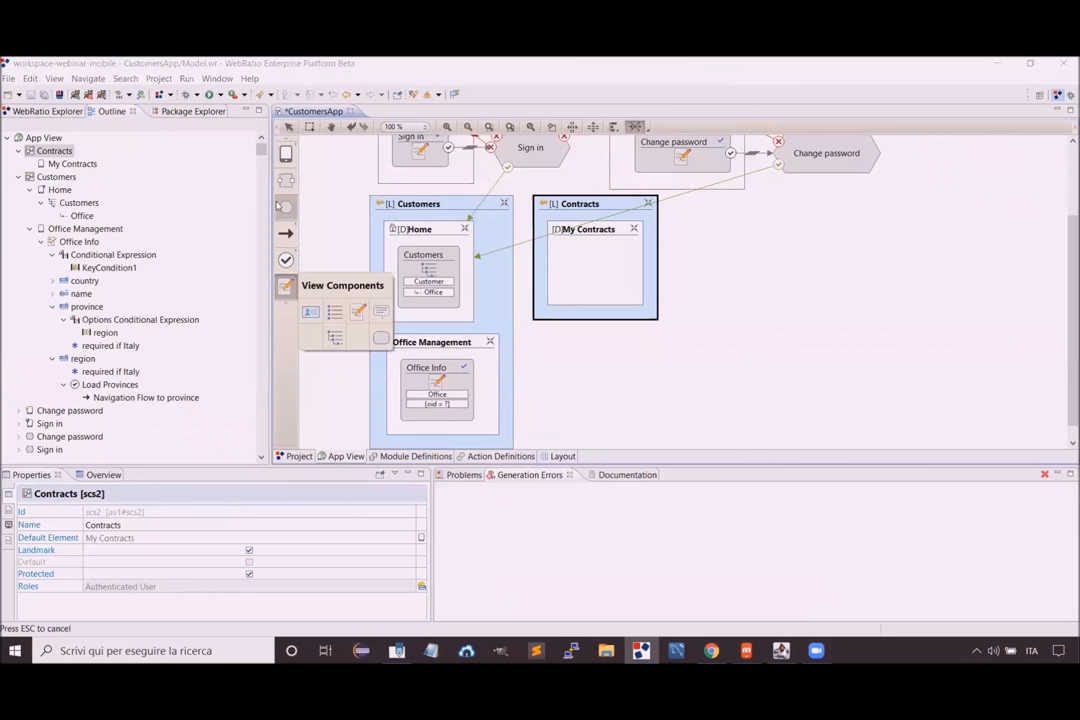 workspace-webinar-mobile - CustomersApp/Model.wr - WebRatio Enterprise Platform Beta
File Edit View Navigate Search Project Run Window Help
WebRatio Explorer Outline Package Explorer
*CustomersApp
100 %
App View
Contracts
My Contracts
Customers
Home
Customers
Office
Office Management
Office Info
Conditional Expression
KeyCondition1
country
name
province
Options Conditional Expression
region
required if Italy
region
required if Italy
Load Provinces
Navigation Flow to province
Change password
Sign in
Change password
Sign in
Sign in
Sign in
Change password
Change password
[L] Customers
[D]Home
Customers
Customer
Office
[L] Contracts
[D]My Contracts
View Components
Office Management
Office Info
Office
[oid = ?]
Project App View Module Definitions Action Definitions Layout
Properties Overview
Contracts [scs2]
Id scs2 [av1#scs2]
Name Contracts
Default Element My Contracts
Landmark
Default
Protected
Roles Authenticated User
Problems Generation Errors Documentation
Press ESC to cancel
Scrivi qui per eseguire la ricerca
ITA